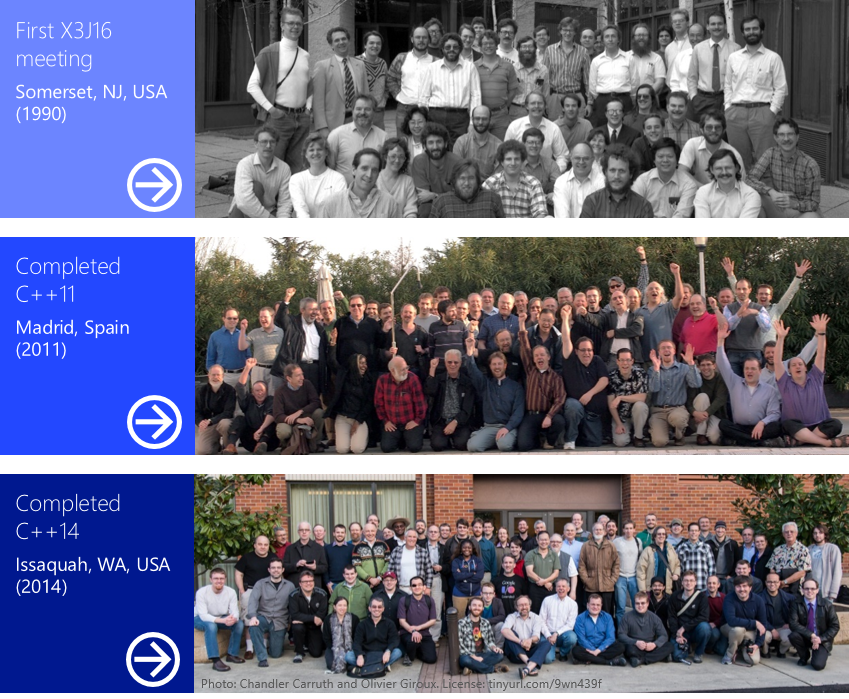 First X3J16
meeting
Somerset, NJ, USA
(1990)
Completed
C++11
Madrid, Spain
(2011)
Completed
C++14
Issaquah, WA, USA
(2014)
Google
I/O
Photo: Chandler Carruth and Olivier Giroux. License: tinyurl.com/9wn439f